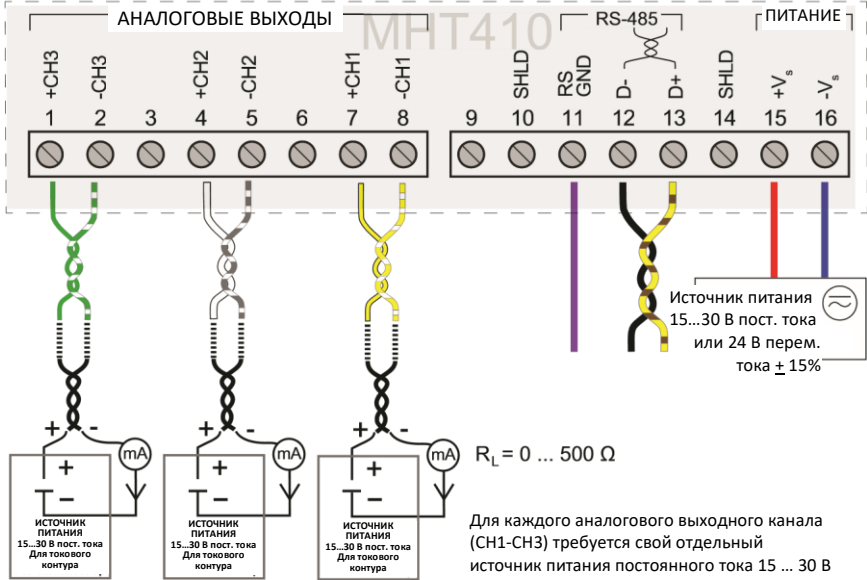 АНАЛОГОВЫЕ ВЫХОДЫ
MHT410
RS-485
ПИТАНИЕ
+CH3
-CH3
+CH2
-CH2
+CH1
-CH1
SHLD
RS
GND
D-
D+
SHLD
+Vs
-Vs
1 2 3 4 5 6 7 8 9 10 11 12 13 14 15 16
Источник питания
15...30 В пост. тока
или 24 В перем.
тока ± 15%
+ -
+ -
+ -
mA
mA
mA
RL = 0 ... 500 Ω
+
–
+
–
+
–
ИСТОЧНИК
ПИТАНИЯ
15...30 В пост. тока
Для токового
контура
ИСТОЧНИК
ПИТАНИЯ
15...30 В пост. тока
Для токового
контура
ИСТОЧНИК
ПИТАНИЯ
15...30 В пост. тока
Для токового
контура
Для каждого аналогового выходного канала
(CH1-CH3) требуется свой отдельный
источник питания постоянного тока 15 ... 30 В